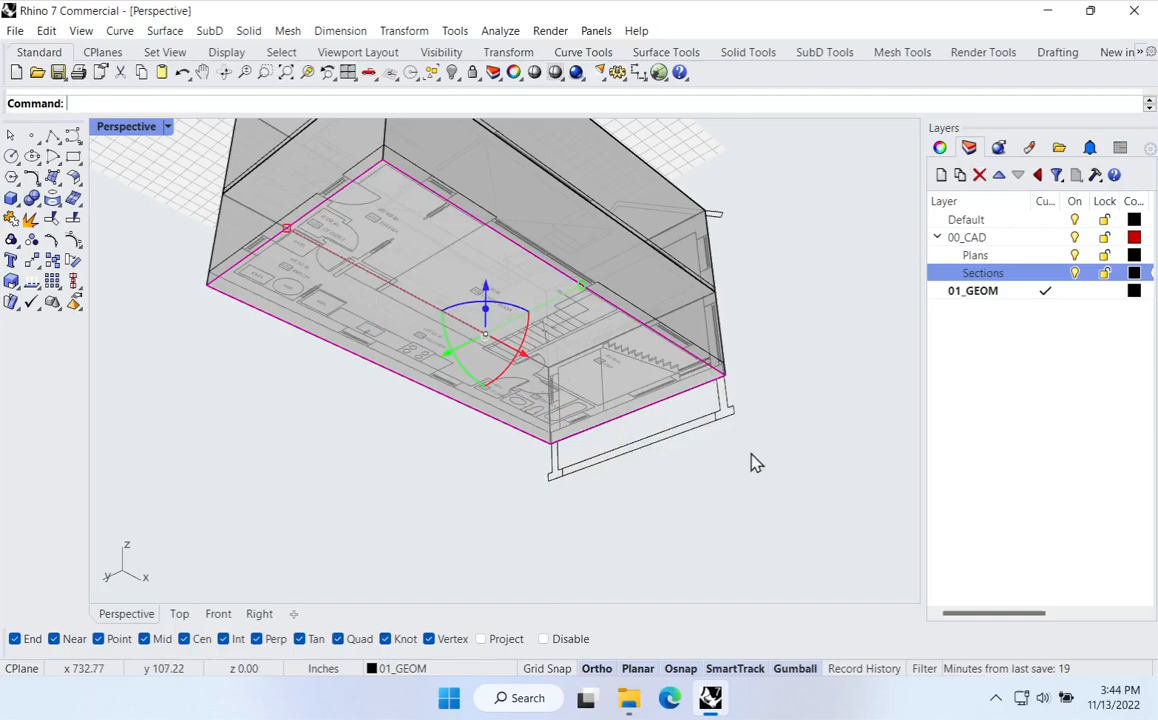 Rhino 7 Commercial - [Perspective]
File Edit View Curve Surface SubD Solid Mesh Dimension Transform Tools Analyze Render Panels Help
Standard CPlanes Set View Display Select Viewport Layout Visibility Transform Curve Tools Surface Tools Solid Tools SubD Tools Mesh Tools Render Tools Drafting New in »
Command:
Perspective
Layers
Layer Cu... On Lock Co...
Default
00_CAD
Plans
Sections
01_GEOM
z
y x
Perspective Top Front Right
End Near Point Mid Cen Int Perp Tan Quad Knot Vertex Project Disable
CPlane x 732.77 y 107.22 z 0.00 Inches 01_GEOM Grid Snap Ortho Planar Osnap SmartTrack Gumball Record History Filter Minutes from last save: 19
Search
3:44 PM
11/13/2022